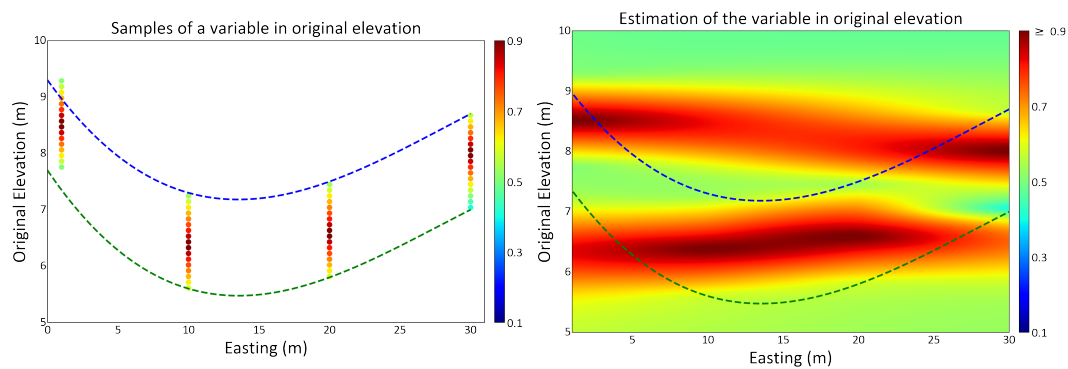 Samples of a variable in original elevation
10
9
8
7
6
5
Original Elevation (m)
0 5 10 15 20 25 30
Easting (m)
0.9
0.7
0.5
0.3
0.1
Estimation of the variable in original elevation
10
9
8
7
6
5
Original Elevation (m)
5 10 15 20 25 30
Easting (m)
≥ 0.9
0.7
0.5
0.3
0.1